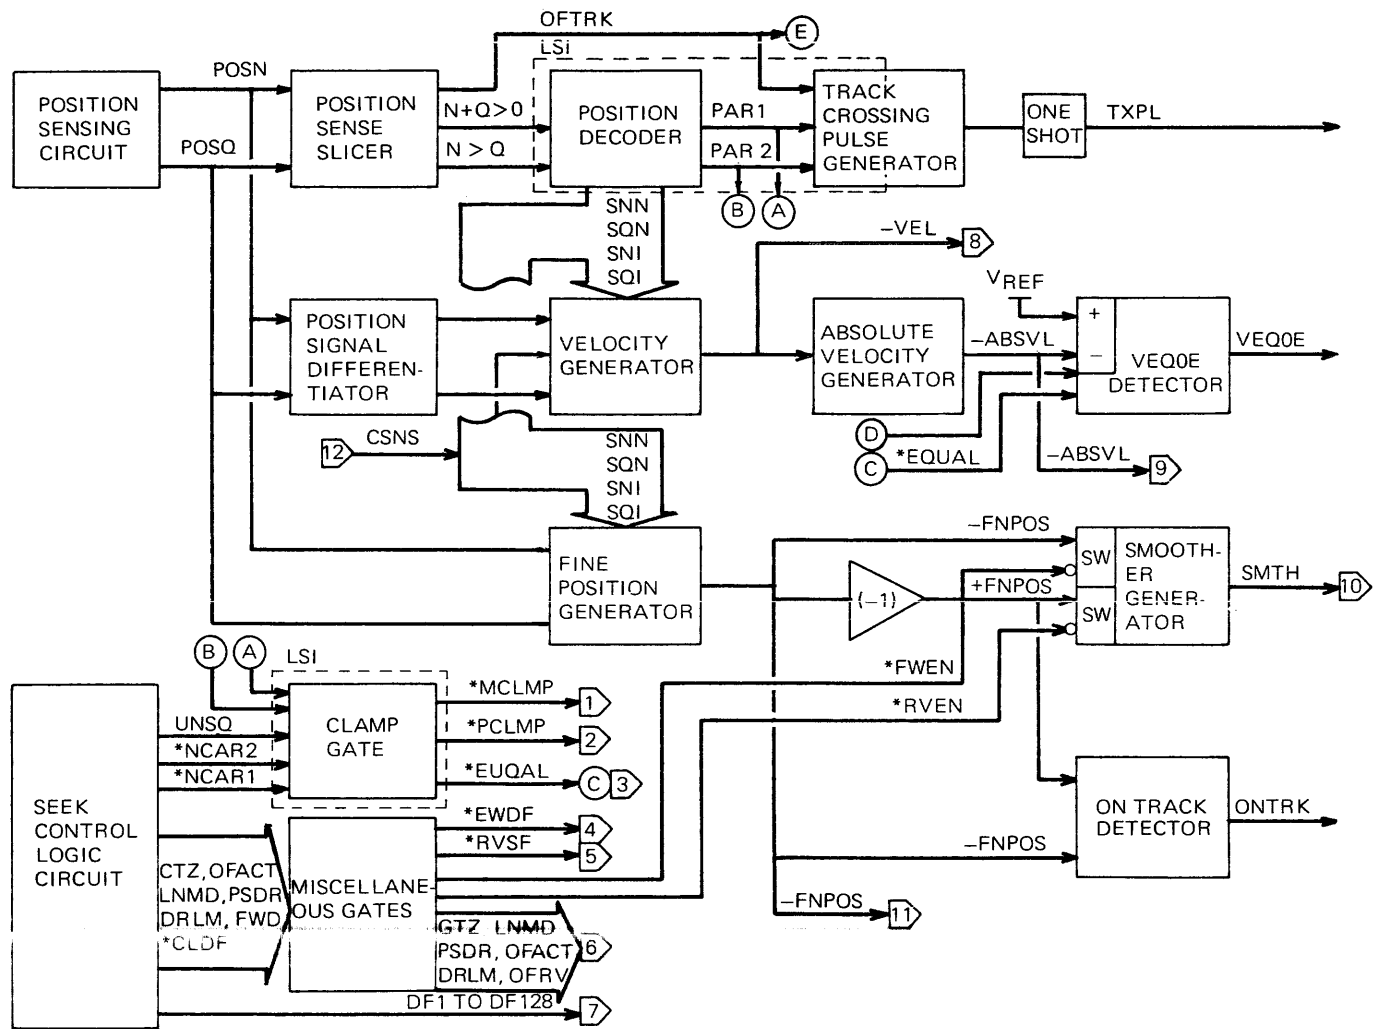 OFTRK
E
LSI
POSN
POSITION
SENSING
CIRCUIT
POSQ
POSITION
SENSE
SLICER
N+Q>0
N > Q
POSITION
DECODER
PAR1
PAR 2
TRACK
CROSSING
PULSE
GENERATOR
ONE
SHOT
TXPL
B
A
SNN
SQN
SNI
SQI
–VEL
8
VREF
POSITION
SIGNAL
DIFFEREN-
TIATOR
VELOCITY
GENERATOR
ABSOLUTE
VELOCITY
GENERATOR
–ABSVL
+
–
VEQ0E
DETECTOR
VEQ0E
D
C
*EQUAL
–ABSVL
9
12
CSNS
SNN
SQN
SNI
SQI
FINE
POSITION
GENERATOR
–FNPOS
(–1)
+FNPOS
SW
SW
SMOOTH-
ER
GENER-
ATOR
SMTH
10
*FWEN
*RVEN
B
A
LSI
CLAMP
GATE
*MCLMP
1
*PCLMP
2
*EUQAL
C
3
UNSQ
*NCAR2
*NCAR1
SEEK
CONTROL
LOGIC
CIRCUIT
CTZ, OFACT
LNMD, PSDR
DRLM, FWD
*CLDF
MISCELLANE-
OUS GATES
*EWDF
4
*RVSF
5
GTZ LNMD
PSDR, OFACT
DRLM, OFRV
6
DF1 TO DF128
7
ON TRACK
DETECTOR
ONTRK
–FNPOS
–FNPOS
11